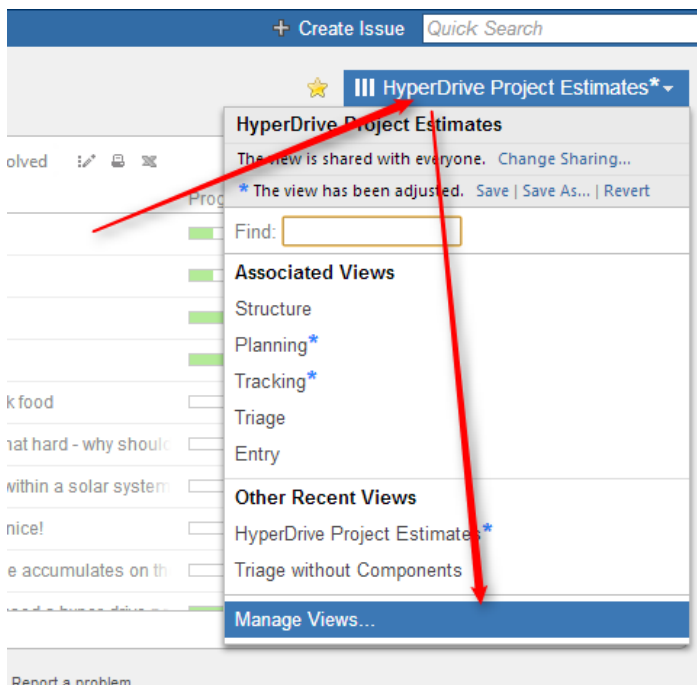 + Create Issue Quick Search
HyperDrive Project Estimates*
HyperDrive Project Estimates
olved
The view is shared with everyone. Change Sharing...
* The view has been adjusted. Save | Save As... | Revert
Prog
Find:
Associated Views
Structure
Planning*
Tracking*
Triage
k food
Entry
hat hard - why should
within a solar system
Other Recent Views
nice!
HyperDrive Project Estimates*
e accumulates on th
Triage without Components
Manage Views...
Report a problem